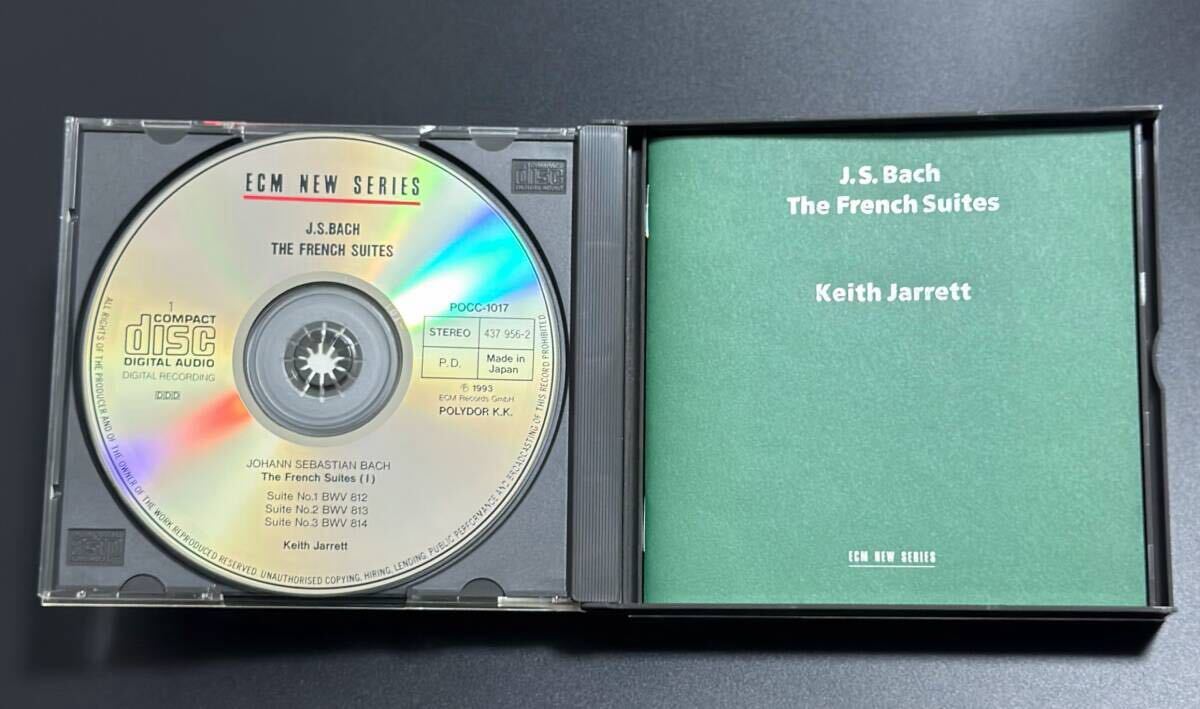 ECM NEW SERIES
J.S.BACH
THE FRENCH SUITES
1
COMPACT
disc
DIGITAL AUDIO
DIGITAL RECORDING
DDD
POCC-1017
STEREO 437 956-2
P.D. Made in Japan
℗ 1993
ECM Records GmbH
POLYDOR K.K.
JOHANN SEBASTIAN BACH
The French Suites (I)
Suite No.1 BWV 812
Suite No.2 BWV 813
Suite No.3 BWV 814
Keith Jarrett
ALL RIGHTS OF THE PRODUCER AND OF THE OWNER OF THE WORK REPRODUCED RESERVED. UNAUTHORISED COPYING, HIRING, LENDING, PUBLIC PERFORMANCE AND BROADCASTING OF THIS RECORD PROHIBITED
COMPACT
disc
DIGITAL AUDIO
J.S. Bach
The French Suites
Keith Jarrett
ECM NEW SERIES